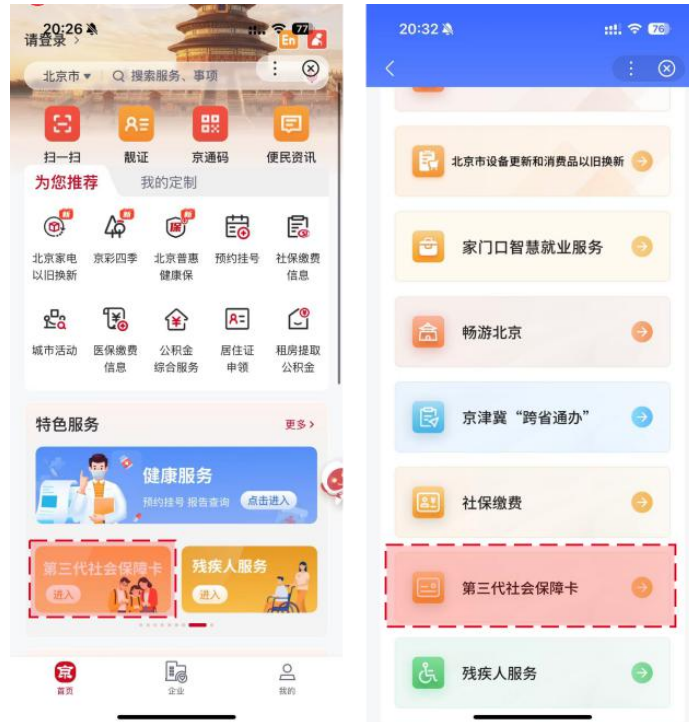 20:26
77
请登录 >
En
北京市
搜索服务、事项
扫一扫
靓证
京通码
便民资讯
为您推荐
我的定制
新
新
新
北京家电
以旧换新
京彩四季
北京普惠
健康保
预约挂号
社保缴费
信息
城市活动
医保缴费
信息
公积金
综合服务
居住证
申领
租房提取
公积金
特色服务
更多 >
健康服务
预约挂号 报告查询
点击进入
第三代社会保障卡
进入
残疾人服务
进入
京
首页
企业
我的
20:32
76
北京市设备更新和消费品以旧换新
家门口智慧就业服务
畅游北京
京津冀“跨省通办”
社保缴费
第三代社会保障卡
残疾人服务